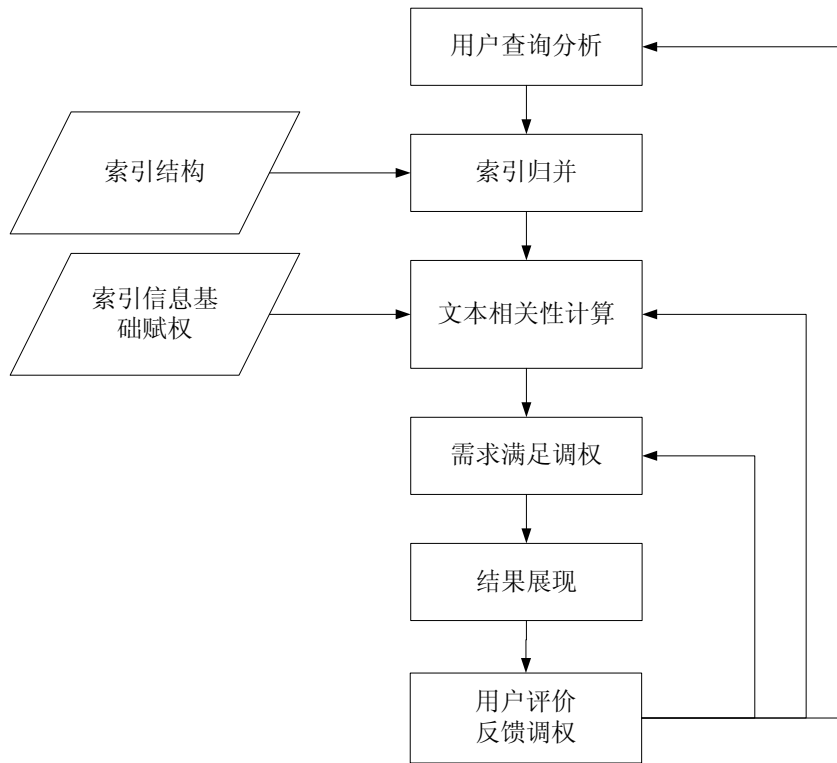 用户查询分析
索引结构
索引归并
索引信息基
础赋权
文本相关性计算
需求满足调权
结果展现
用户评价
反馈调权